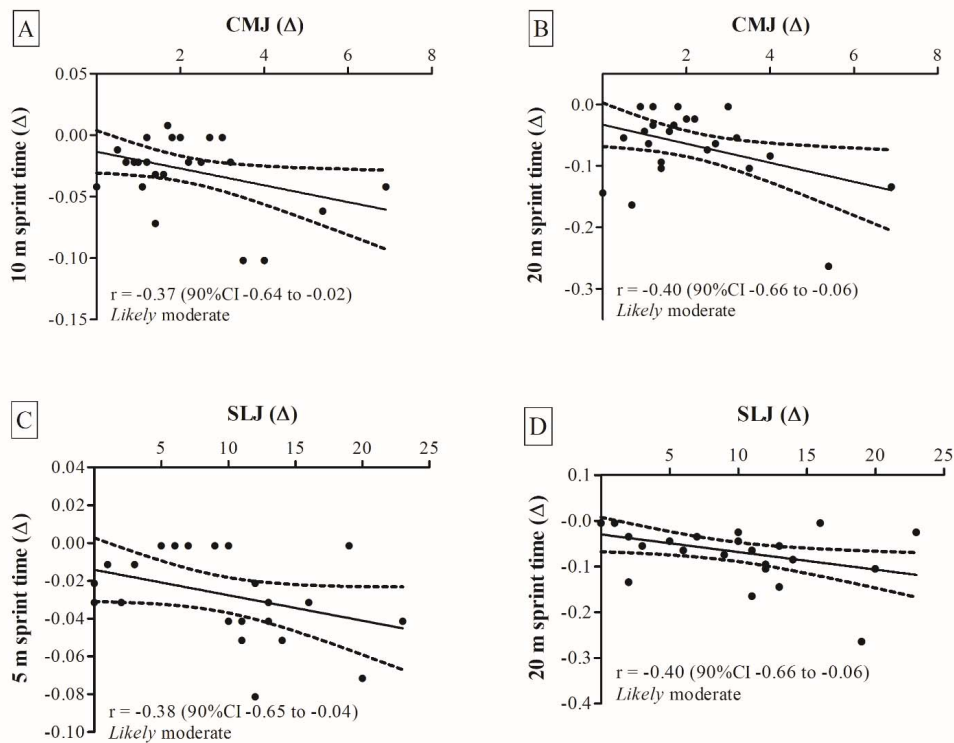 A
CMJ (Δ)
2 4 6 8
0.05
0.00
-0.05
-0.10
-0.15
10 m sprint time (Δ)
r = -0.37 (90%CI -0.64 to -0.02)
Likely moderate
B
CMJ (Δ)
2 4 6 8
0.0
-0.1
-0.2
-0.3
20 m sprint time (Δ)
r = -0.40 (90%CI -0.66 to -0.06)
Likely moderate
C
SLJ (Δ)
5 10 15 20 25
0.04
0.02
0.00
-0.02
-0.04
-0.06
-0.08
-0.10
5 m sprint time (Δ)
r = -0.38 (90%CI -0.65 to -0.04)
Likely moderate
D
SLJ (Δ)
5 10 15 20 25
0.1
-0.0
-0.1
-0.2
-0.3
-0.4
20 m sprint time (Δ)
r = -0.40 (90%CI -0.66 to -0.06)
Likely moderate